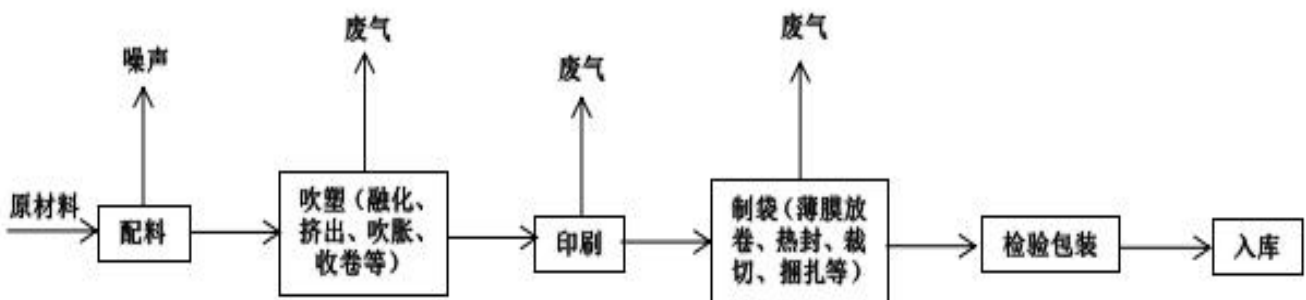 噪声
废气
废气
废气
原材料
配料
吹塑（融化、
挤出、吹胀、
收卷等）
印刷
制袋（薄膜放
卷、热封、裁
切、捆扎等）
检验包装
入库